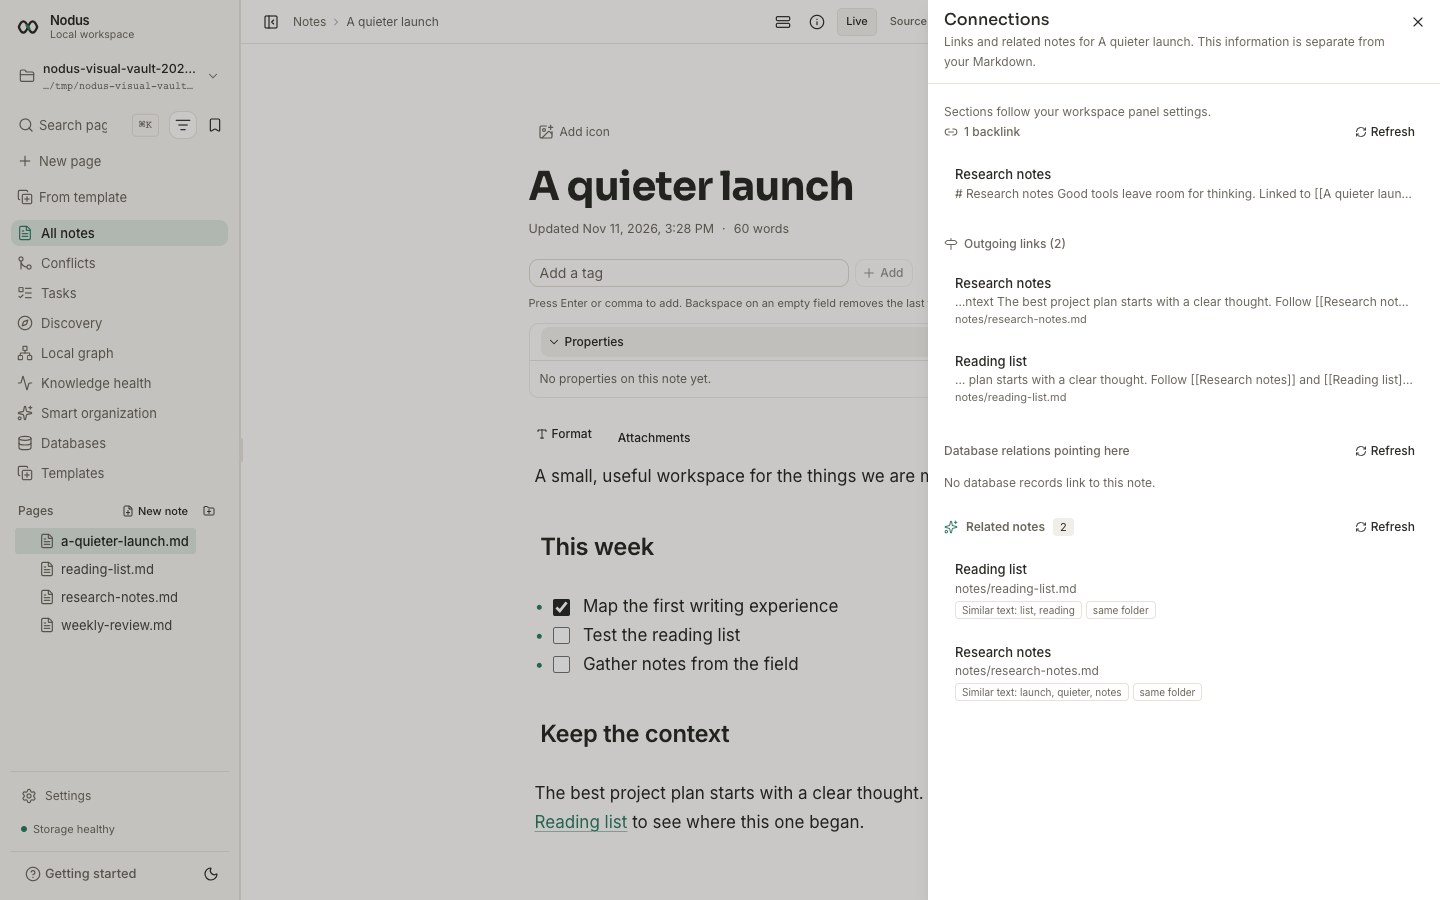 Nodus
Local workspace
nodus-visual-vault-202...
.../tmp/nodus-visual-vault...
Search pag
⌘K
New page
From template
All notes
Conflicts
Tasks
Discovery
Local graph
Knowledge health
Smart organization
Databases
Templates
Pages
New note
a-quieter-launch.md
reading-list.md
research-notes.md
weekly-review.md
Settings
Storage healthy
Getting started
Notes › A quieter launch
Live
Source
Add icon
A quieter launch
Updated Nov 11, 2026, 3:28 PM · 60 words
Add a tag
+ Add
Press Enter or comma to add. Backspace on an empty field removes the last
Properties
No properties on this note yet.
Format
Attachments
A small, useful workspace for the things we are
This week
• Map the first writing experience
• Test the reading list
• Gather notes from the field
Keep the context
The best project plan starts with a clear thought.
Reading list to see where this one began.
Connections
Links and related notes for A quieter launch. This information is separate from
your Markdown.
Sections follow your workspace panel settings.
1 backlink
Refresh
Research notes
# Research notes Good tools leave room for thinking. Linked to [[A quieter laun...
Outgoing links (2)
Research notes
...ntext The best project plan starts with a clear thought. Follow [[Research not...
notes/research-notes.md
Reading list
... plan starts with a clear thought. Follow [[Research notes]] and [[Reading list]...
notes/reading-list.md
Database relations pointing here
Refresh
No database records link to this note.
Related notes 2
Refresh
Reading list
notes/reading-list.md
Similar text: list, reading
same folder
Research notes
notes/research-notes.md
Similar text: launch, quieter, notes
same folder